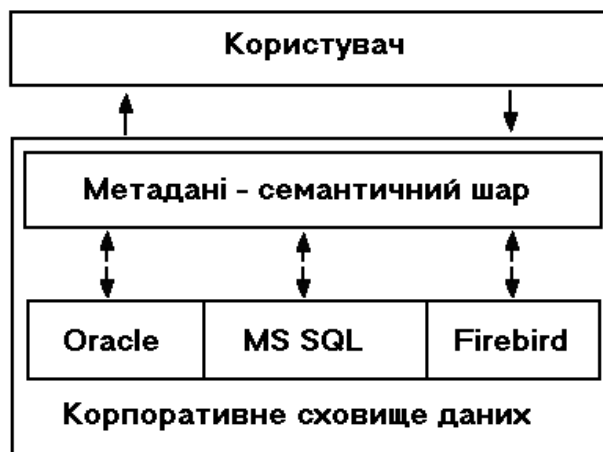 Користувач
Метадані - семантичний шар
Oracle MS SQL Firebird
Корпоративне сховище даних